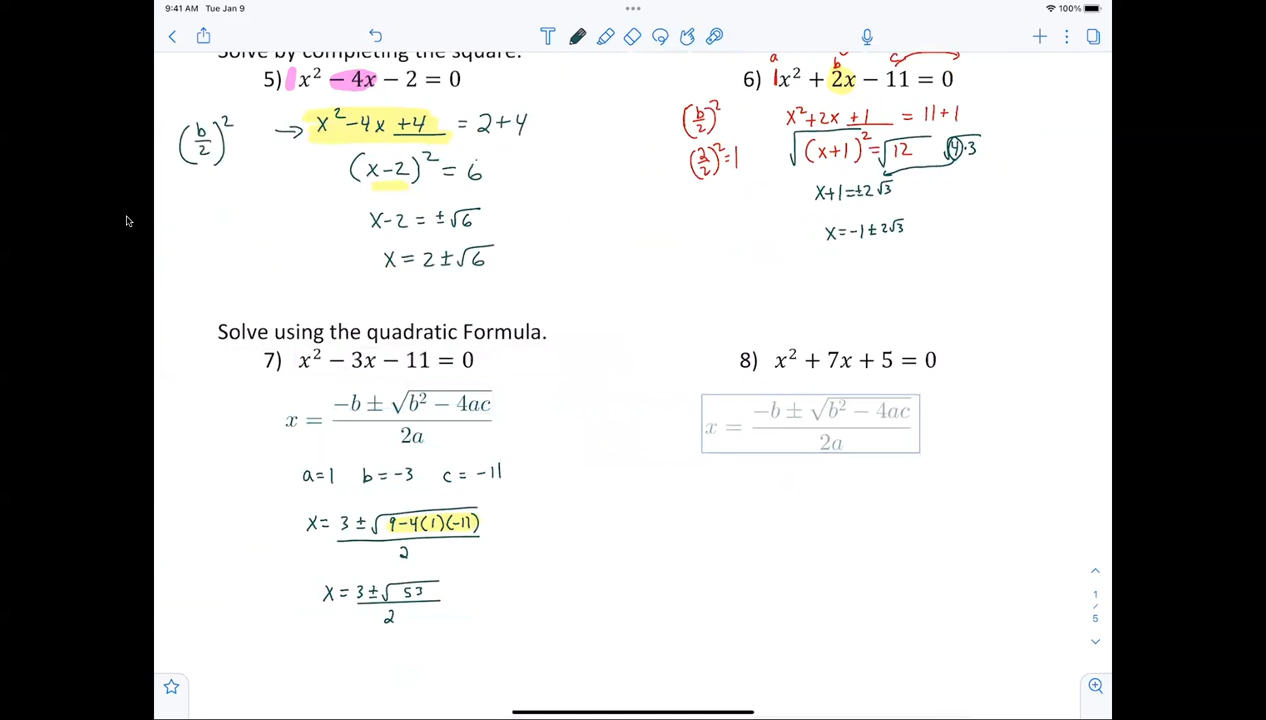 9:41 AM Tue Jan 9
100%
Solve by completing the square.
5) 1x² − 4x − 2 = 0
(b/2)² → x² − 4x + 4 = 2 + 4
(x − 2)² = 6
x − 2 = ±√6
x = 2 ± √6
a b c
6) 1x² + 2x − 11 = 0
(b/2)² x² + 2x + 1 = 11 + 1
(2/2)² = 1 √(x + 1)² = √12 √4·3
x + 1 = ±2√3
x = −1 ± 2√3
Solve using the quadratic Formula.
7) x² − 3x − 11 = 0
x = (−b ± √(b² − 4ac))/2a
a = 1 b = −3 c = −11
x = (3 ± √(9 − 4(1)(−11)))/2
x = (3 ± √53)/2
8) x² + 7x + 5 = 0
x = (−b ± √(b² − 4ac))/2a
1
/
5